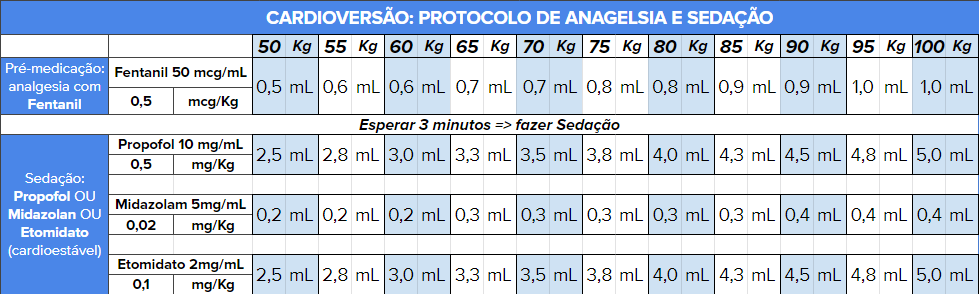 CARDIOVERSÃO: PROTOCOLO DE ANAGELSIA E SEDAÇÃO
50 Kg 55 Kg 60 Kg 65 Kg 70 Kg 75 Kg 80 Kg 85 Kg 90 Kg 95 Kg 100 Kg
Pré-medicação:
analgesia com
Fentanil
Fentanil 50 mcg/mL
0,5 mcg/Kg
0,5 mL 0,6 mL 0,6 mL 0,7 mL 0,7 mL 0,8 mL 0,8 mL 0,9 mL 0,9 mL 1,0 mL 1,0 mL
Esperar 3 minutos => fazer Sedação
Sedação:
Propofol OU
Midazolan OU
Etomidato
(cardioestável)
Propofol 10 mg/mL
0,5 mg/Kg
2,5 mL 2,8 mL 3,0 mL 3,3 mL 3,5 mL 3,8 mL 4,0 mL 4,3 mL 4,5 mL 4,8 mL 5,0 mL
Midazolam 5mg/mL
0,02 mg/Kg
0,2 mL 0,2 mL 0,2 mL 0,3 mL 0,3 mL 0,3 mL 0,3 mL 0,3 mL 0,4 mL 0,4 mL 0,4 mL
Etomidato 2mg/mL
0,1 mg/Kg
2,5 mL 2,8 mL 3,0 mL 3,3 mL 3,5 mL 3,8 mL 4,0 mL 4,3 mL 4,5 mL 4,8 mL 5,0 mL